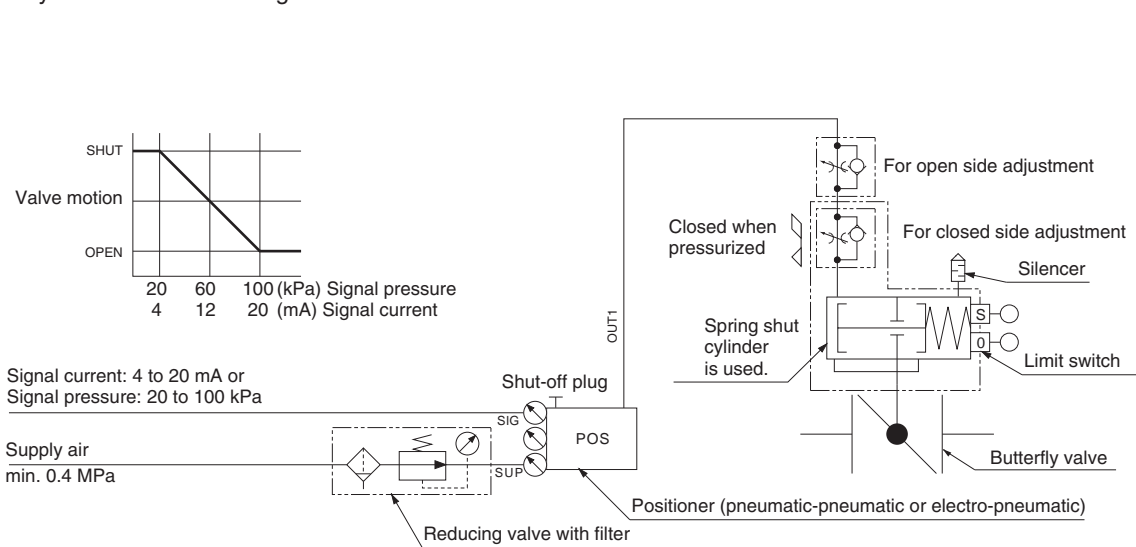 SHUT
Valve motion
OPEN
20 60 100 (kPa) Signal pressure
4 12 20 (mA) Signal current
For open side adjustment
Closed when
pressurized
For closed side adjustment
Silencer
OUT1
Spring shut
cylinder
is used.
S
0
Limit switch
Signal current: 4 to 20 mA or
Signal pressure: 20 to 100 kPa
Shut-off plug
SIG
POS
Supply air
min. 0.4 MPa
SUP
Butterfly valve
Positioner (pneumatic-pneumatic or electro-pneumatic)
Reducing valve with filter